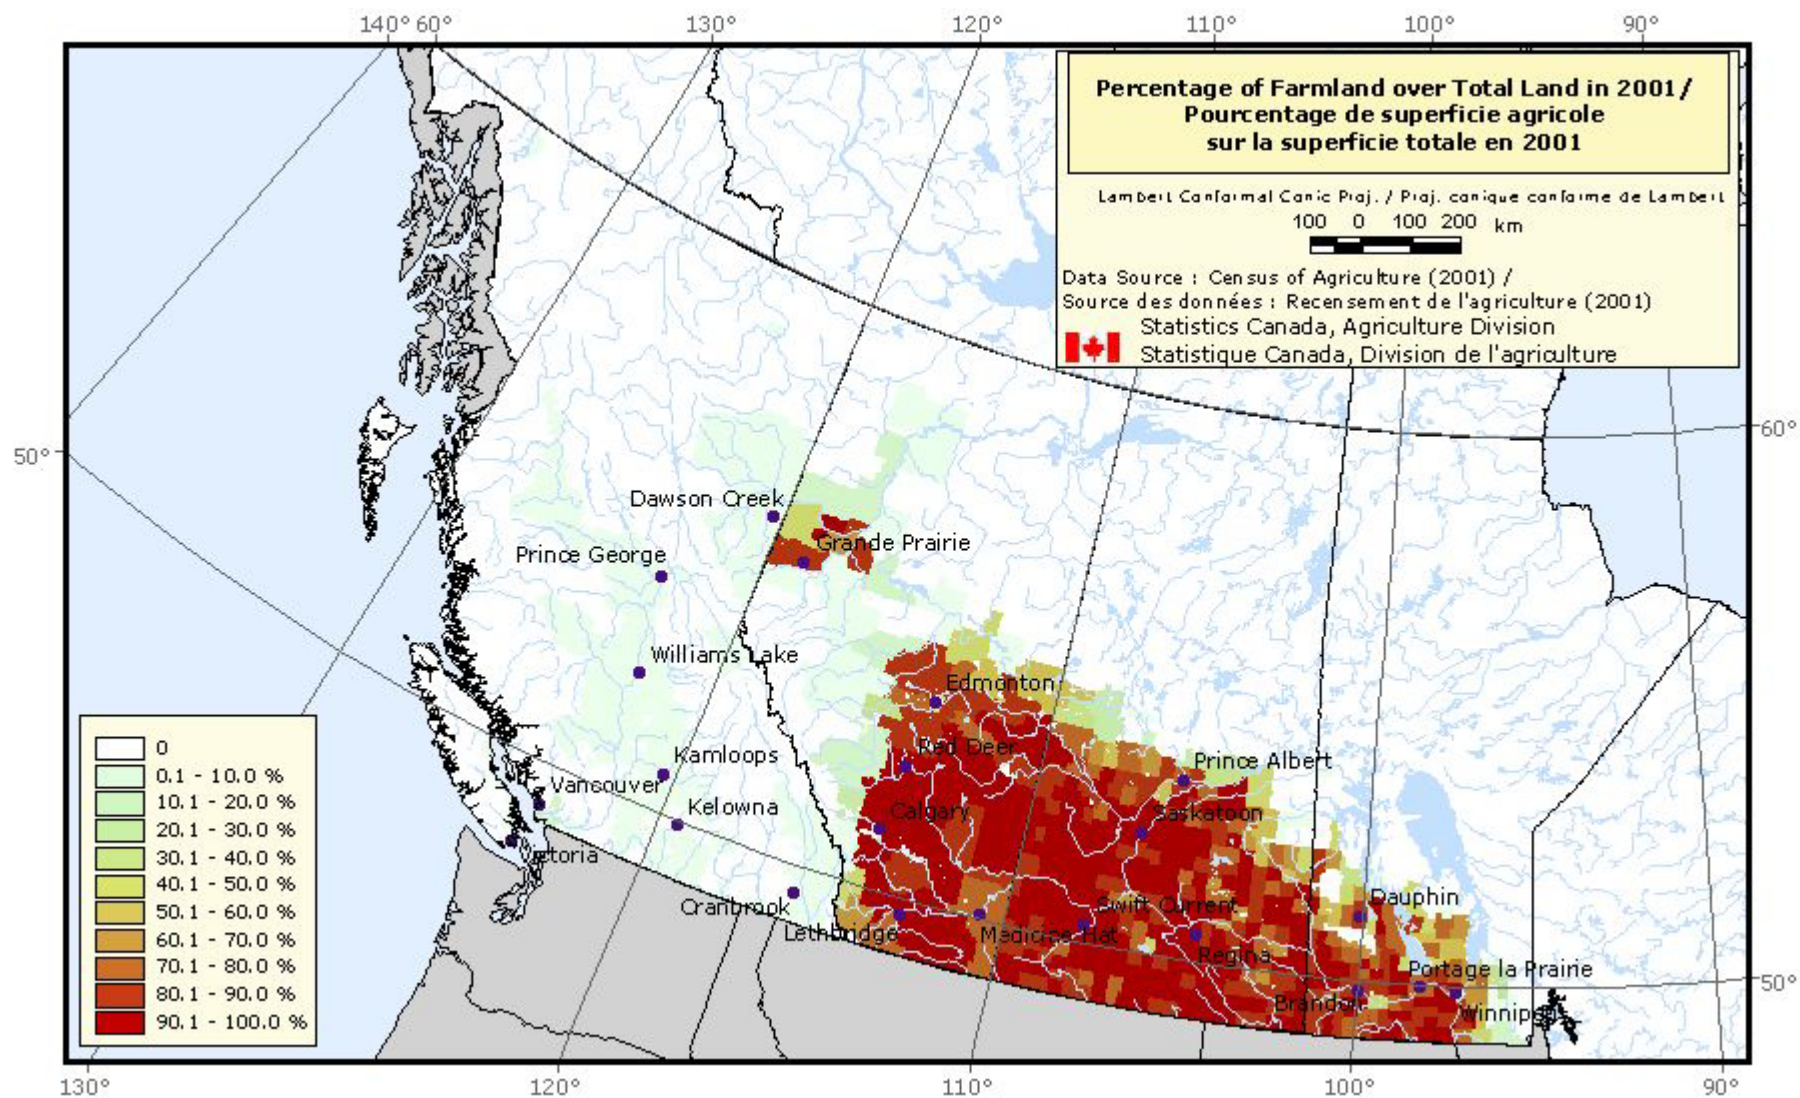 140° 60° 130° 120° 110° 100° 90°
Percentage of Farmland over Total Land in 2001/
Pourcentage de superficie agricole
sur la superficie totale en 2001
Lambert Conformal Conic Proj. / Proj. conique conforme de Lambert
100 0 100 200 km
Data Source : Census of Agriculture (2001) /
Source des données : Recensement de l'agriculture (2001)
Statistics Canada, Agriculture Division
Statistique Canada, Division de l'agriculture
60°
50°
Dawson Creek
Grande Prairie
Prince George
Williams Lake
Edmonton
Red Deer
Kamloops
Prince Albert
Vancouver
Kelowna
Calgary
Saskatoon
ctoria
Dauphin
Cranbrook
Swift Current
Lethbridge
Medicine Hat
Regina
Portage la Prairie
50°
Brandon
Winnipeg
0
0.1 - 10.0 %
10.1 - 20.0 %
20.1 - 30.0 %
30.1 - 40.0 %
40.1 - 50.0 %
50.1 - 60.0 %
60.1 - 70.0 %
70.1 - 80.0 %
80.1 - 90.0 %
90.1 - 100.0 %
130° 120° 110° 100° 90°